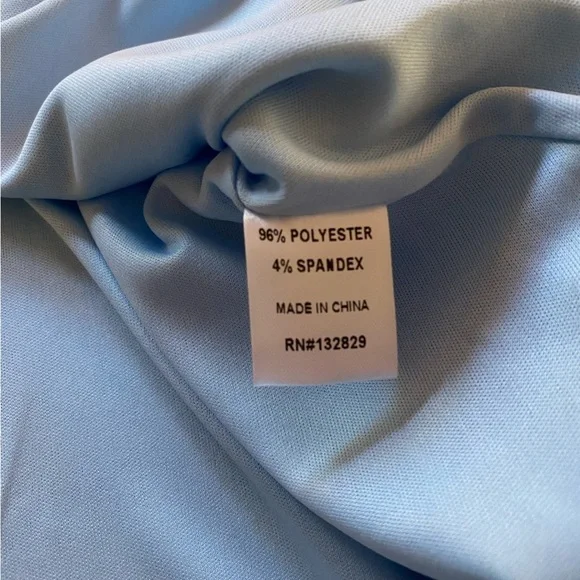 96% POLYESTER
4% SPANDEX
MADE IN CHINA
RN#132829